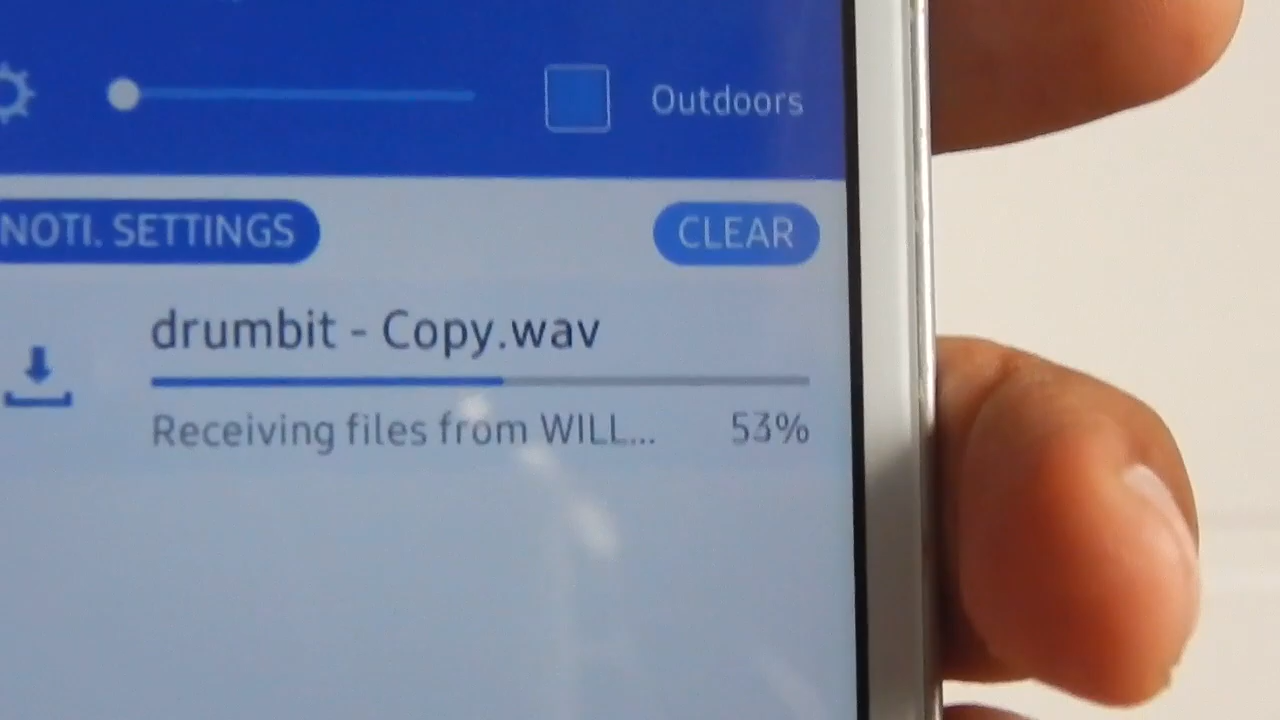 Outdoors
NOTI. SETTINGS CLEAR
drumbit - Copy.wav
Receiving files from WILL... 53%